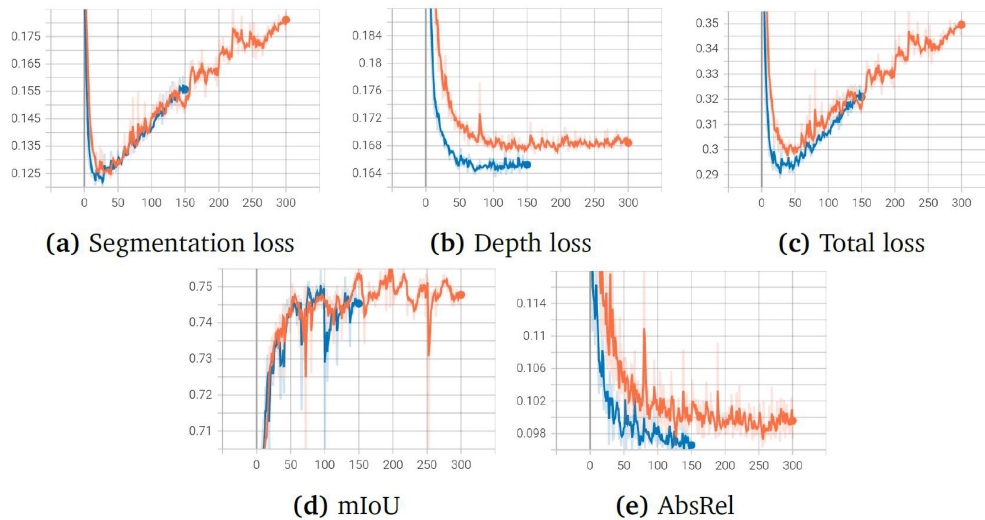 0.175
0.165
0.155
0.145
0.135
0.125
0 50 100 150 200 250 300
(a) Segmentation loss
0.184
0.18
0.176
0.172
0.168
0.164
0 50 100 150 200 250 300
(b) Depth loss
0.35
0.34
0.33
0.32
0.31
0.3
0.29
0 50 100 150 200 250 300
(c) Total loss
0.75
0.74
0.73
0.72
0.71
0 50 100 150 200 250 300
(d) mIoU
0.114
0.11
0.106
0.102
0.098
0 50 100 150 200 250 300
(e) AbsRel